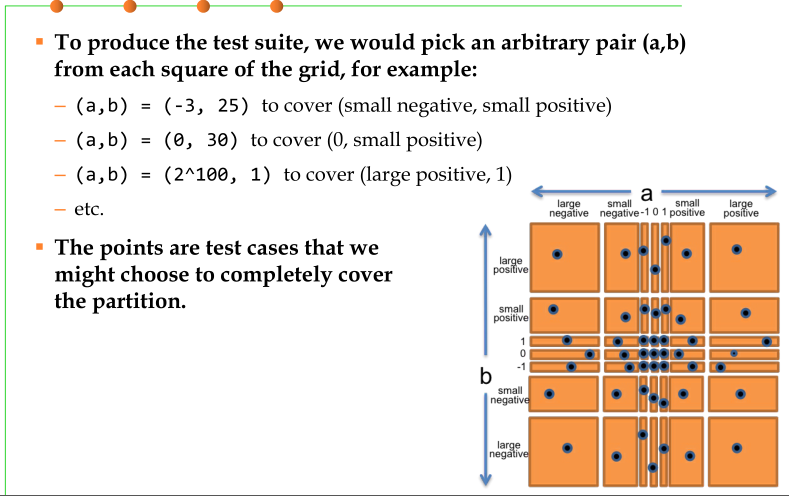 ▪ To produce the test suite, we would pick an arbitrary pair (a,b)
from each square of the grid, for example:
– (a,b) = (-3, 25) to cover (small negative, small positive)
– (a,b) = (0, 30) to cover (0, small positive)
– (a,b) = (2^100, 1) to cover (large positive, 1)
– etc.
▪ The points are test cases that we
might choose to completely cover
the partition.
a
large
negative
small
negative
-1 0 1
small
positive
large
positive
b
large
positive
small
positive
1
0
-1
small
negative
large
negative